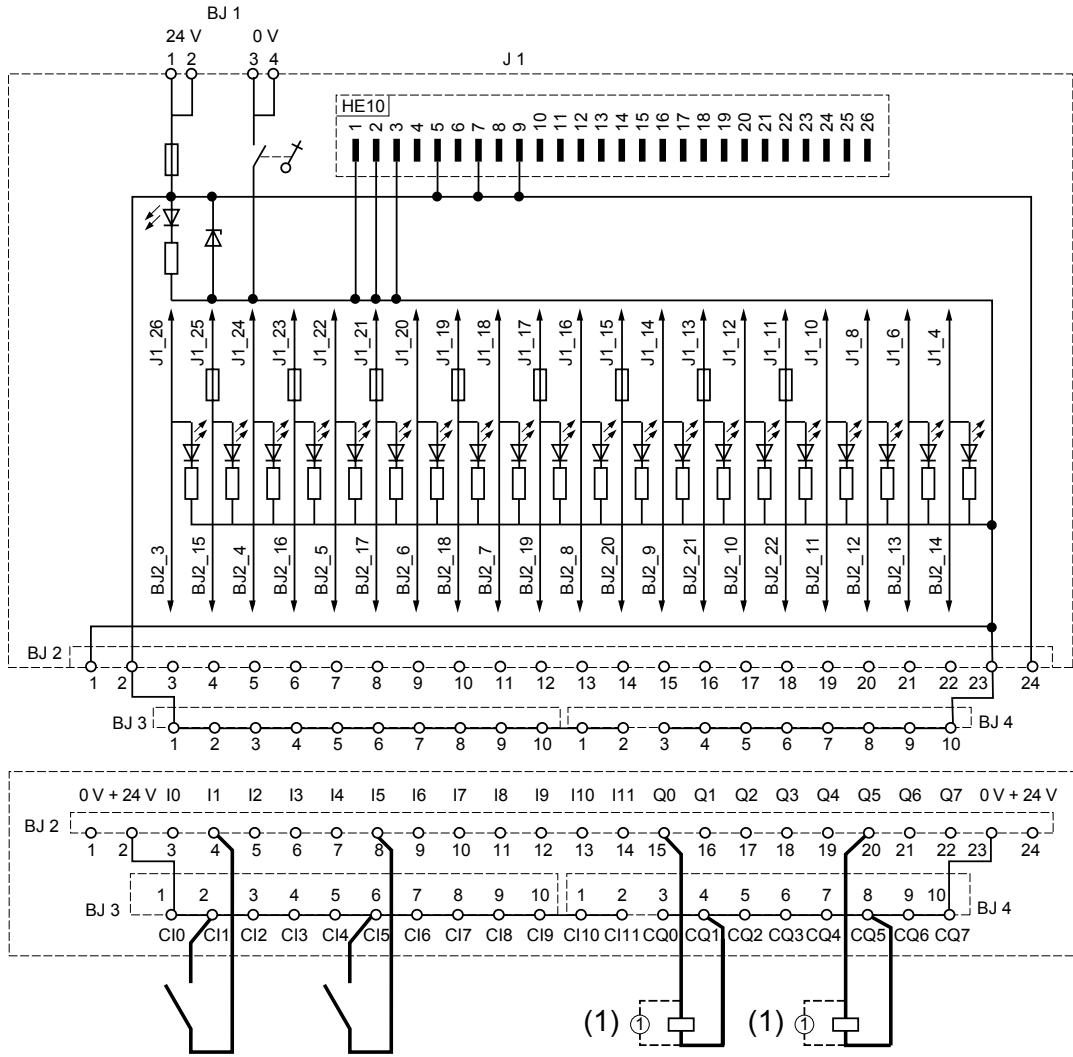 BJ 1
24 V 0 V
1 2 3 4 J 1
HE10
1 2 3 4 5 6 7 8 9 10 11 12 13 14 15 16 17 18 19 20 21 22 23 24 25 26
J1_26 J1_25 J1_24 J1_23 J1_22 J1_21 J1_20 J1_19 J1_18 J1_17 J1_16 J1_15 J1_14 J1_13 J1_12 J1_11 J1_10 J1_8 J1_6 J1_4
BJ2_3 BJ2_15 BJ2_4 BJ2_16 BJ2_5 BJ2_17 BJ2_6 BJ2_18 BJ2_7 BJ2_19 BJ2_8 BJ2_20 BJ2_9 BJ2_21 BJ2_10 BJ2_22 BJ2_11 BJ2_12 BJ2_13 BJ2_14
BJ 2
1 2 3 4 5 6 7 8 9 10 11 12 13 14 15 16 17 18 19 20 21 22 23 24
BJ 3 BJ 4
1 2 3 4 5 6 7 8 9 10 1 2 3 4 5 6 7 8 9 10
0 V + 24 V I0 I1 I2 I3 I4 I5 I6 I7 I8 I9 I10 I11 Q0 Q1 Q2 Q3 Q4 Q5 Q6 Q7 0 V + 24 V
BJ 2
1 2 3 4 5 6 7 8 9 10 11 12 13 14 15 16 17 18 19 20 21 22 23 24
1 2 3 4 5 6 7 8 9 10 1 2 3 4 5 6 7 8 9 10
BJ 3 BJ 4
CI0 CI1 CI2 CI3 CI4 CI5 CI6 CI7 CI8 CI9 CI10 CI11 CQ0 CQ1 CQ2 CQ3 CQ4 CQ5 CQ6 CQ7
(1) 1 (1) 1